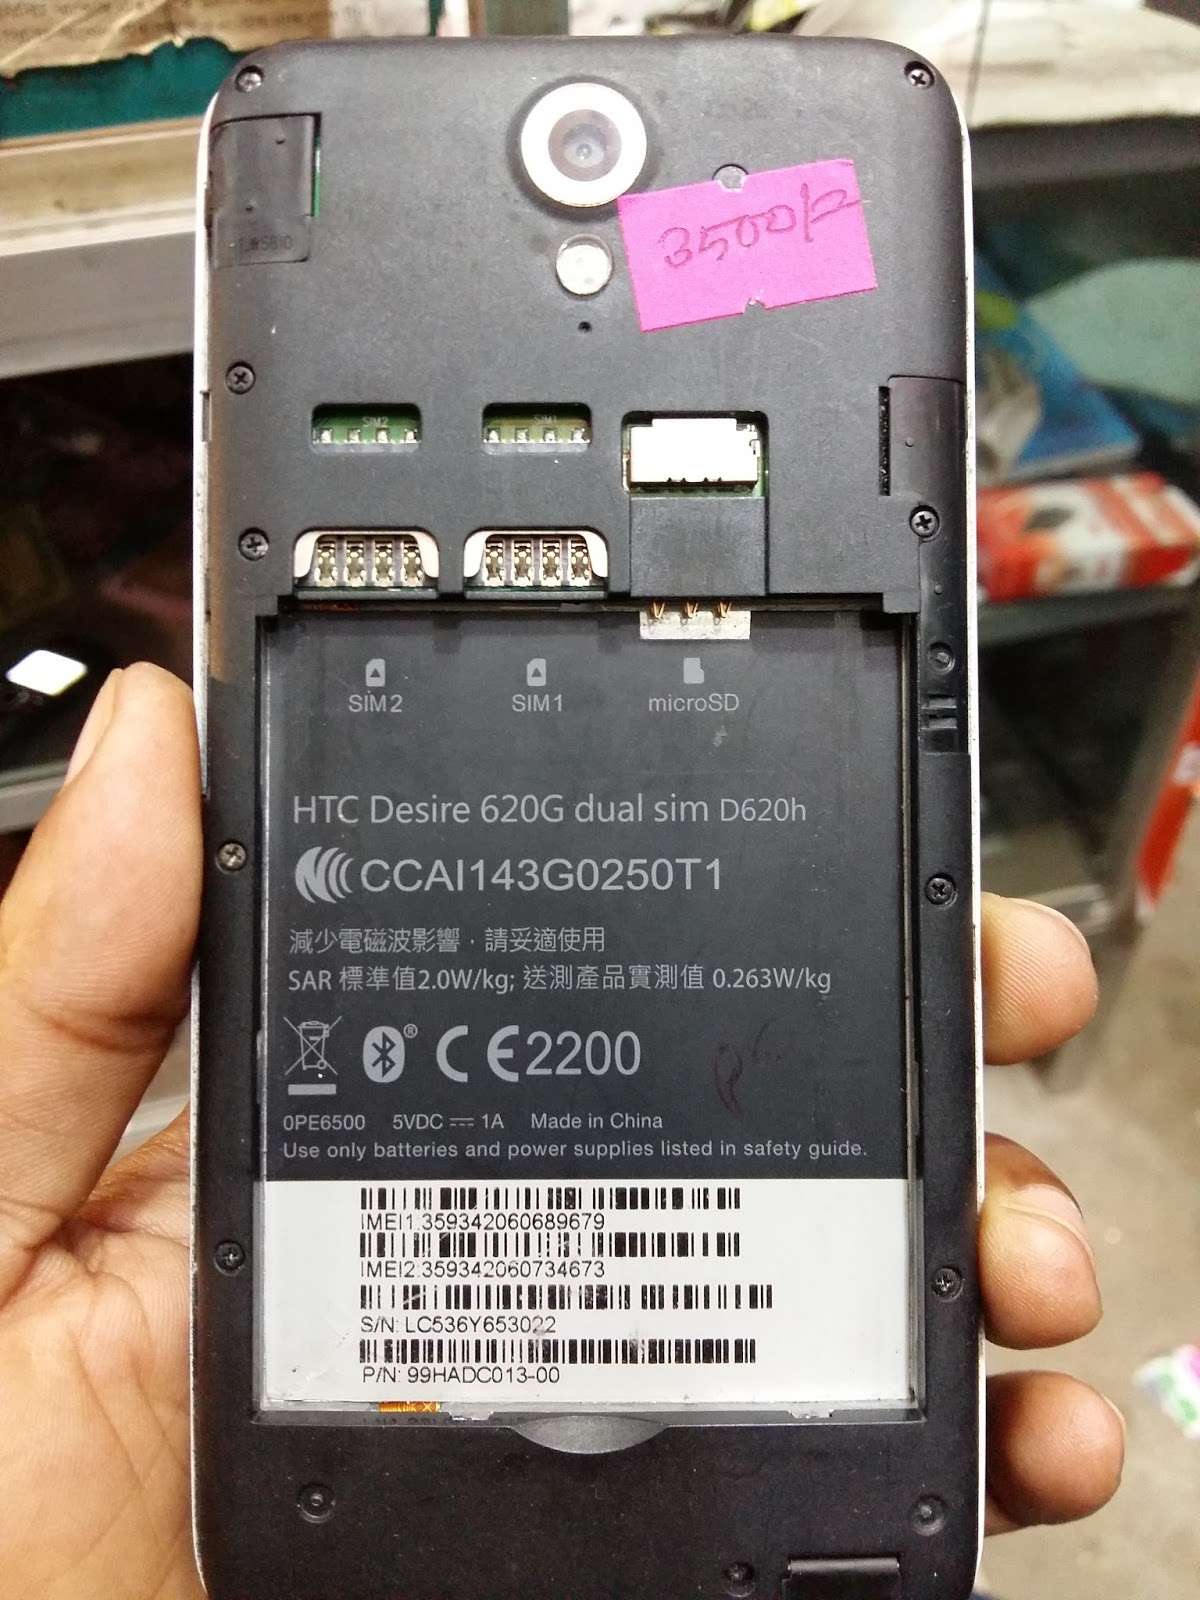 3500/=
SIM2
SIM1
SIM2
SIM1
microSD
HTC Desire 620G dual sim D620h
CCAI143G0250T1
減少電磁波影響，請妥適使用
SAR 標準值2.0W/kg; 送測產品實測值 0.263W/kg
® CE2200
0PE6500 5VDC ⎓ 1A Made in China
Use only batteries and power supplies listed in safety guide.
IMEI1:359342060689679
IMEI2:359342060734673
S/N: LC536Y653022
P/N: 99HADC013-00